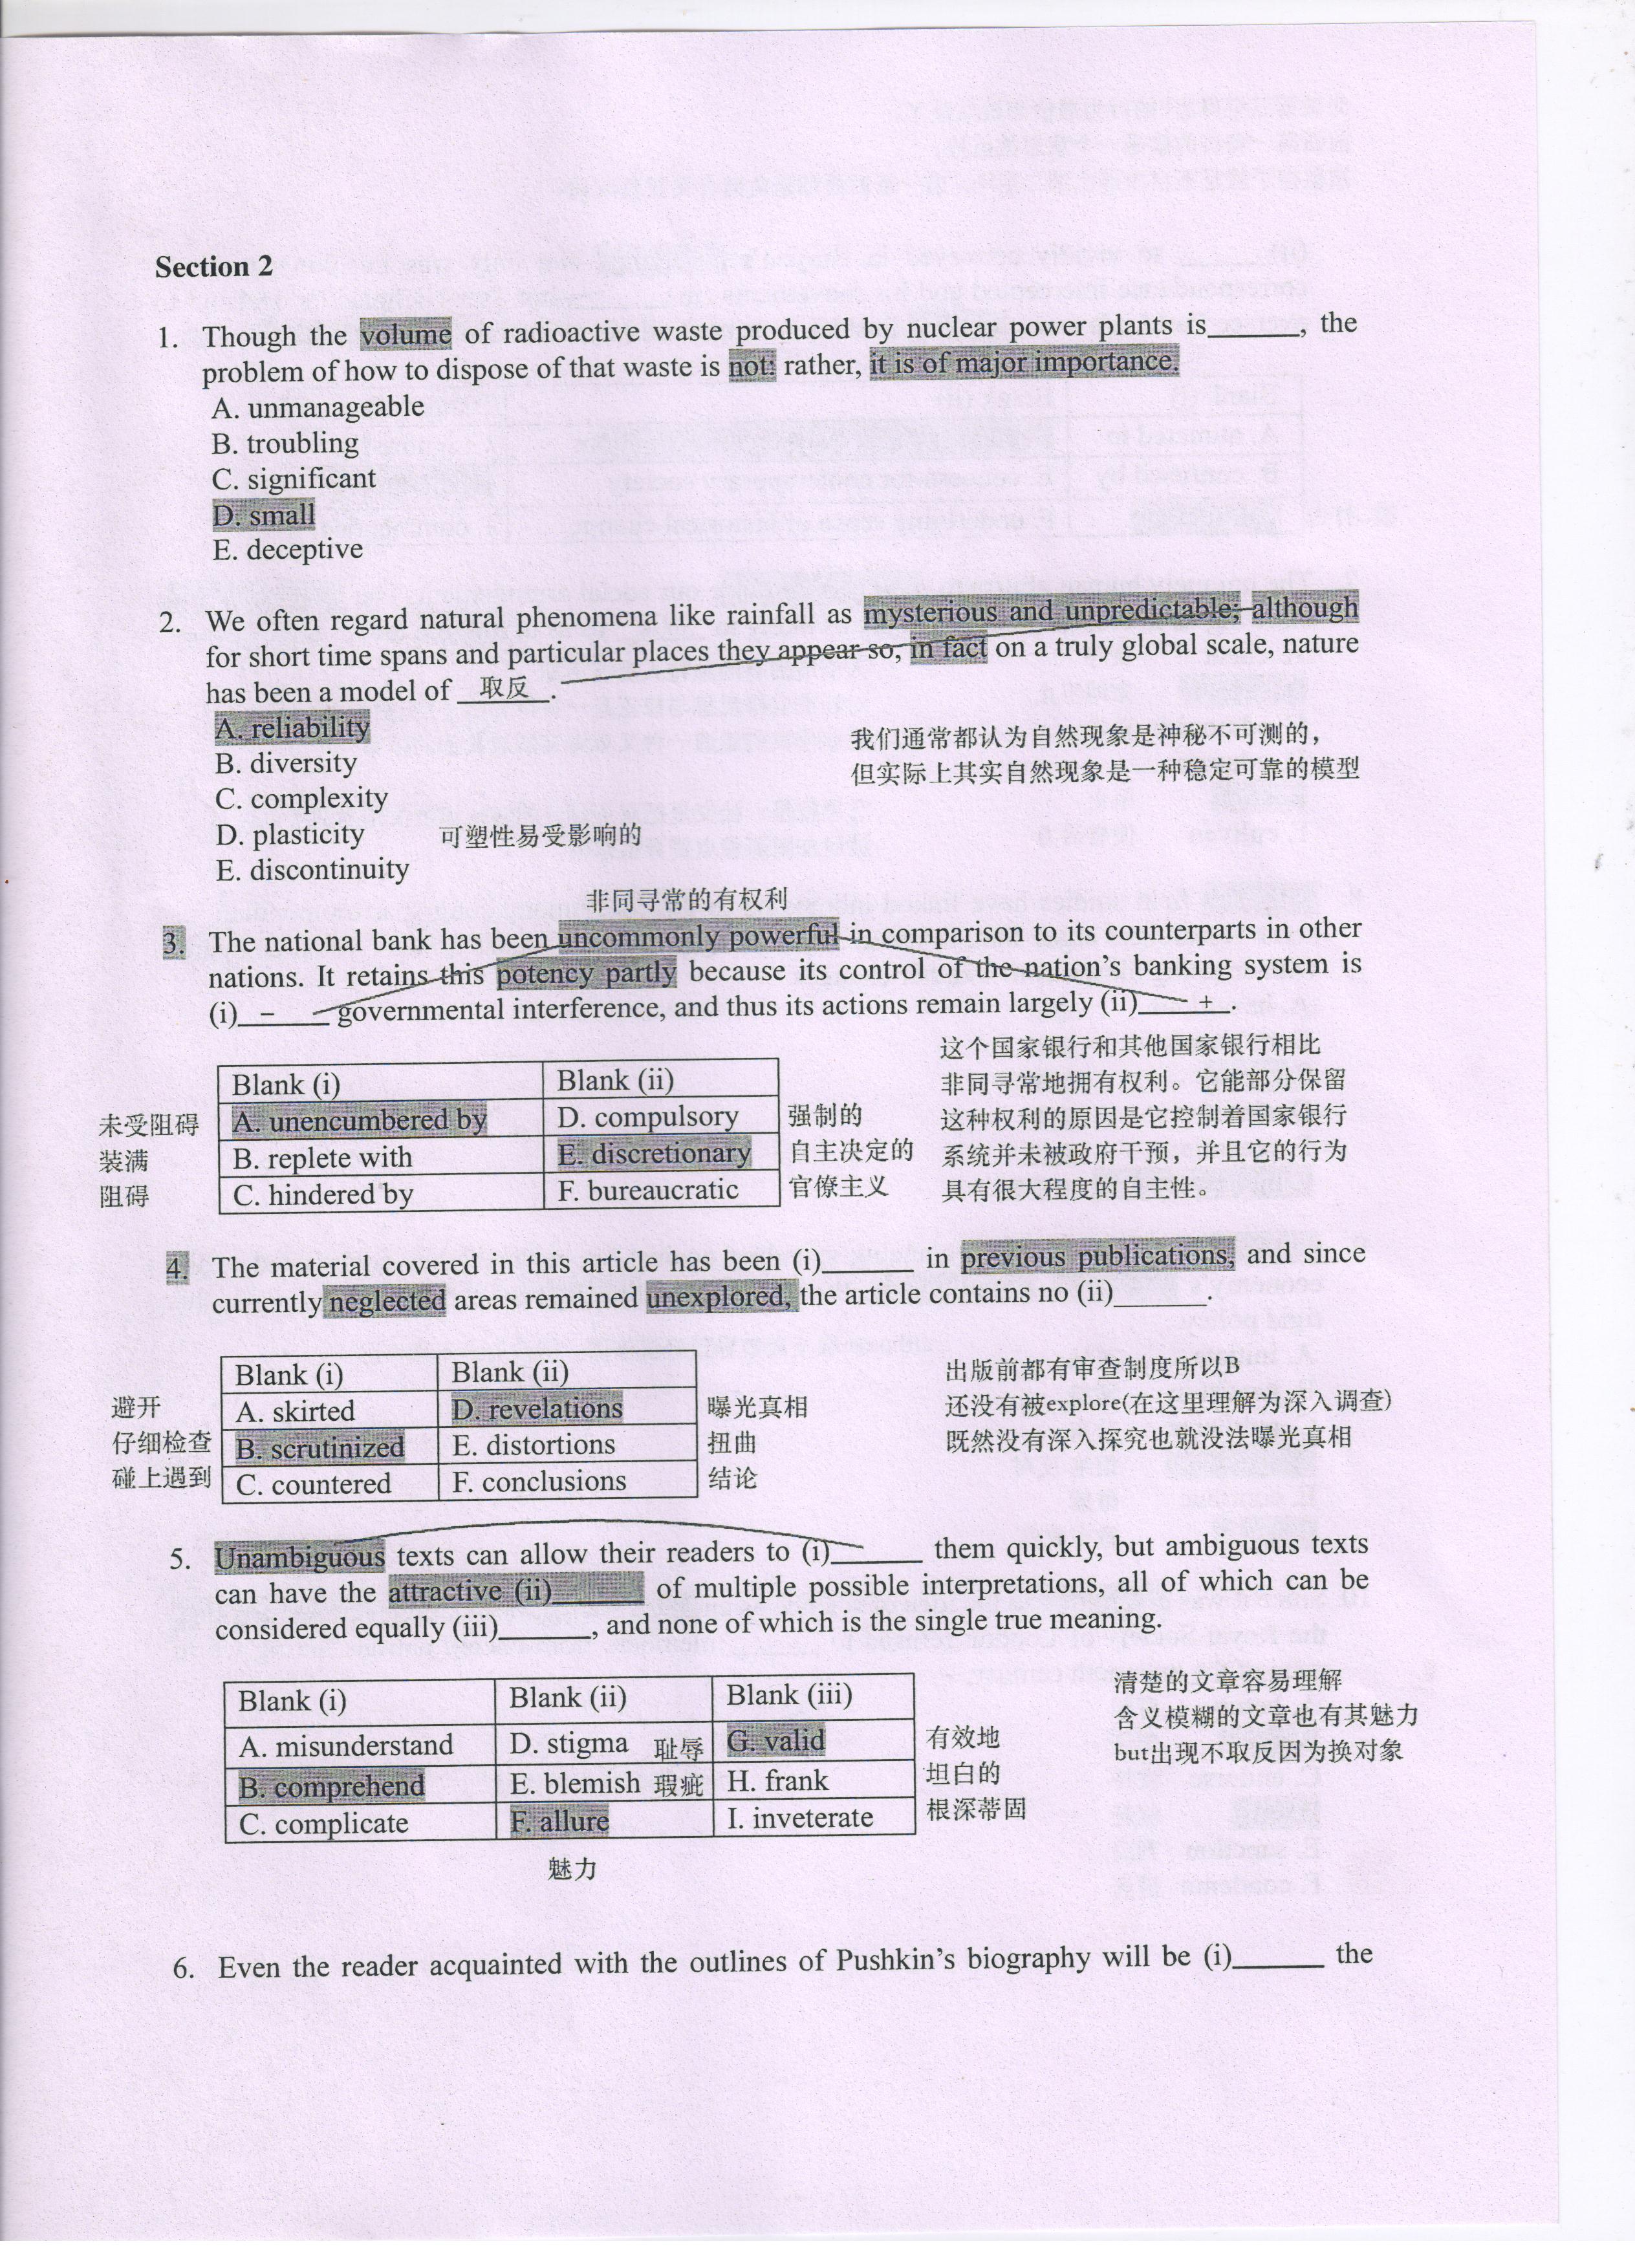 Section 2
1. Though the volume of radioactive waste produced by nuclear power plants is______, the
problem of how to dispose of that waste is not: rather, it is of major importance.
A. unmanageable
B. troubling
C. significant
D. small
E. deceptive
2. We often regard natural phenomena like rainfall as mysterious and unpredictable; although
for short time spans and particular places they appear so, in fact on a truly global scale, nature
has been a model of 取反.
A. reliability
B. diversity
C. complexity
D. plasticity 可塑性易受影响的
E. discontinuity
我们通常都认为自然现象是神秘不可测的,
但实际上其实自然现象是一种稳定可靠的模型
非同寻常的有权利
3. The national bank has been uncommonly powerful in comparison to its counterparts in other
nations. It retains this potency partly because its control of the nation's banking system is
(i) − governmental interference, and thus its actions remain largely (ii) +.
Blank (i) Blank (ii)
未受阻碍 A. unencumbered by D. compulsory 强制的
装满 B. replete with E. discretionary 自主决定的
阻碍 C. hindered by F. bureaucratic 官僚主义
这个国家银行和其他国家银行相比
非同寻常地拥有权利。它能部分保留
这种权利的原因是它控制着国家银行
系统并未被政府干预，并且它的行为
具有很大程度的自主性。
4. The material covered in this article has been (i)______ in previous publications, and since
currently neglected areas remained unexplored, the article contains no (ii)______.
Blank (i) Blank (ii)
避开 A. skirted D. revelations 曝光真相
仔细检查 B. scrutinized E. distortions 扭曲
碰上遇到 C. countered F. conclusions 结论
出版前都有审查制度所以B
还没有被explore(在这里理解为深入调查)
既然没有深入探究也就没法曝光真相
5. Unambiguous texts can allow their readers to (i)______ them quickly, but ambiguous texts
can have the attractive (ii)______ of multiple possible interpretations, all of which can be
considered equally (iii)______, and none of which is the single true meaning.
Blank (i) Blank (ii) Blank (iii)
A. misunderstand D. stigma 耻辱 G. valid 有效地
B. comprehend E. blemish 瑕疵 H. frank 坦白的
C. complicate F. allure I. inveterate 根深蒂固
魅力
清楚的文章容易理解
含义模糊的文章也有其魅力
but出现不取反因为换对象
6. Even the reader acquainted with the outlines of Pushkin's biography will be (i)______ the